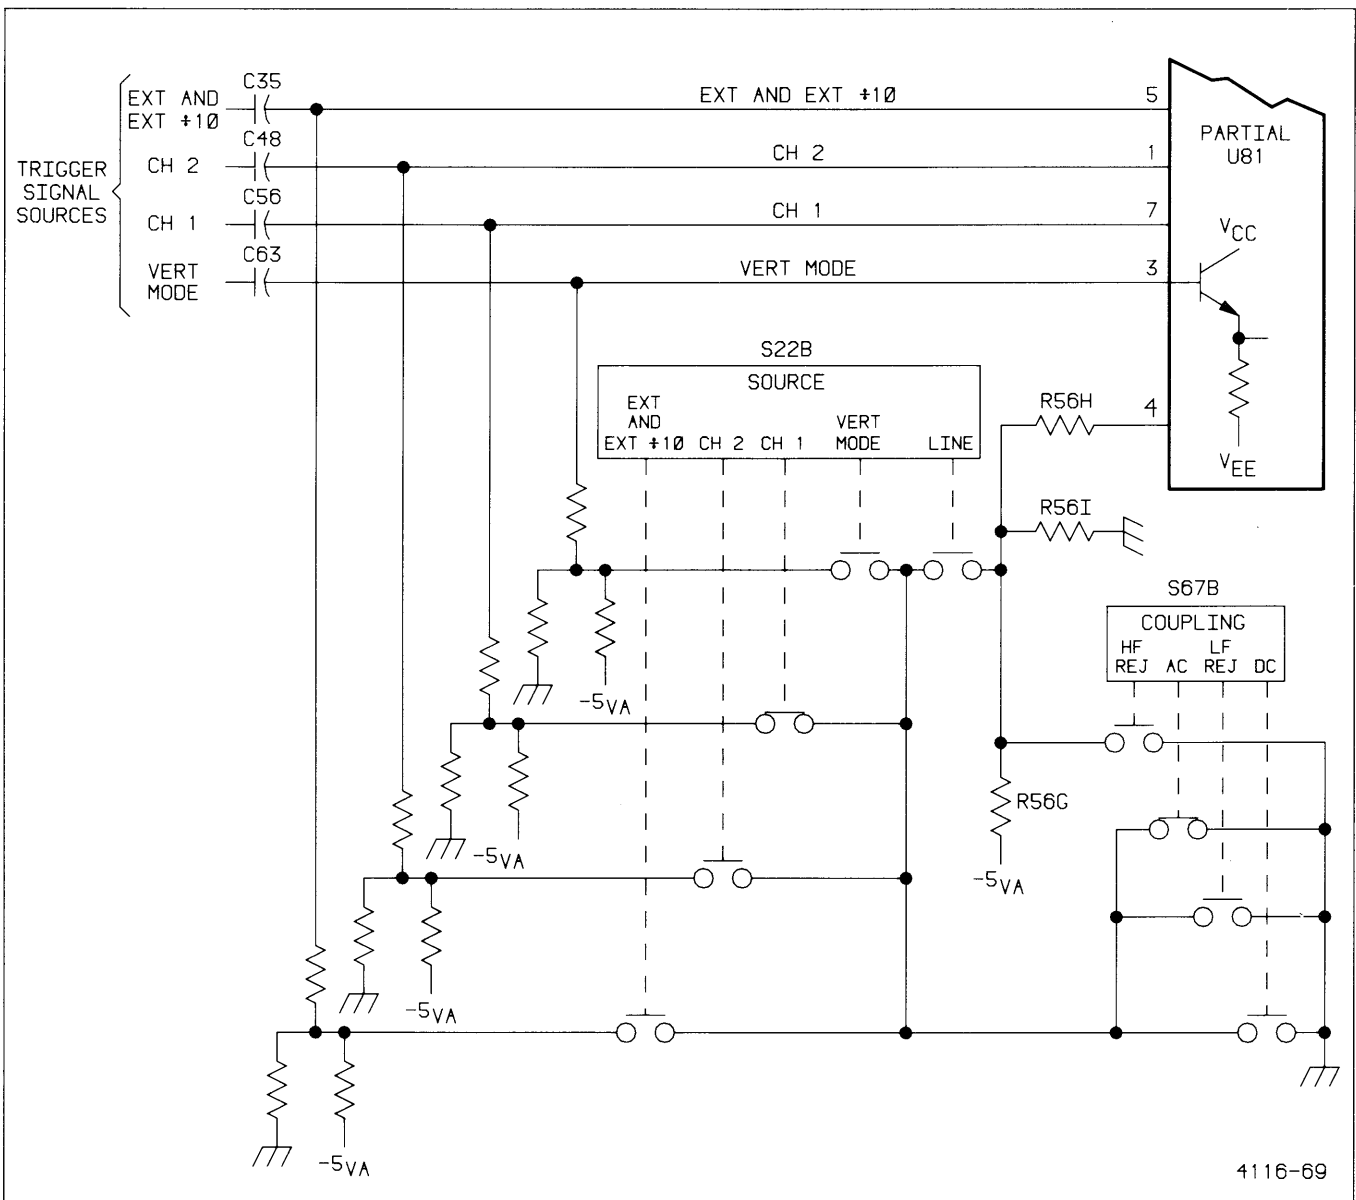 C35
EXT AND
EXT ÷10
EXT AND EXT ÷10
5
PARTIAL
U81
C48
CH 2
CH 2
1
TRIGGER
SIGNAL
SOURCES
C56
CH 1
CH 1
7
VCC
C63
VERT
MODE
VERT MODE
3
S22B
SOURCE
EXT
AND
EXT ÷10
CH 2
CH 1
VERT
MODE
LINE
R56H
4
VEE
R56I
S67B
COUPLING
HF
REJ
AC
LF
REJ
DC
-5VA
R56G
-5VA
-5VA
-5VA
-5VA
4116-69